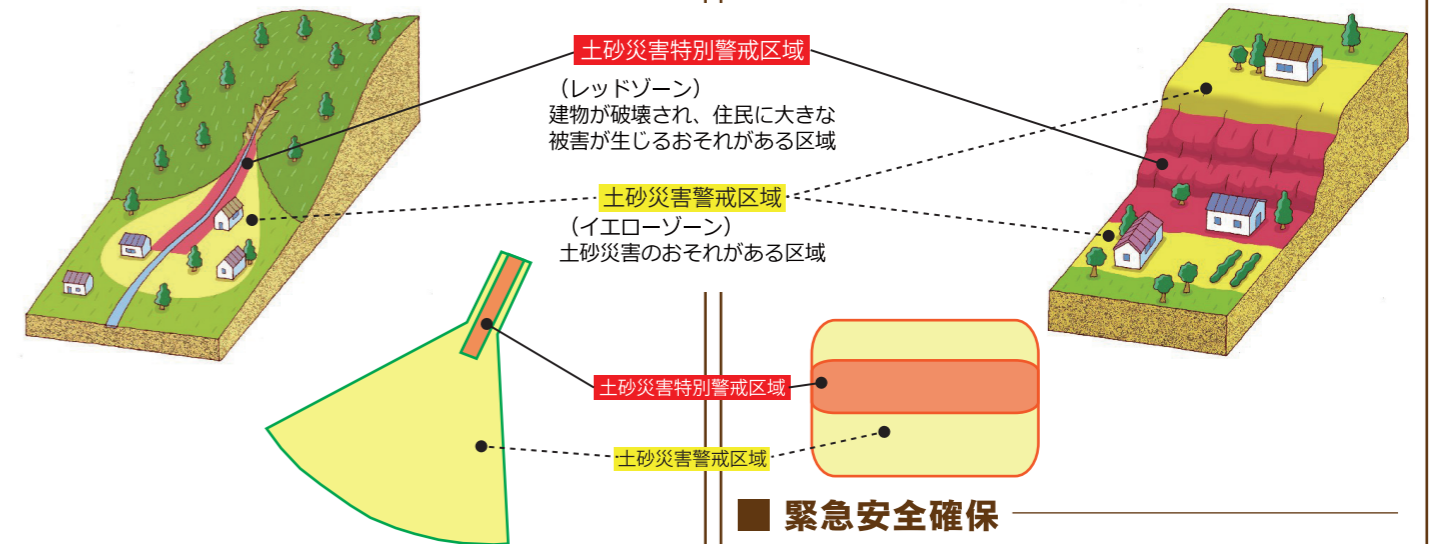 土砂災害特別警戒区域
（レッドゾーン）
建物が破壊され、住民に大きな
被害が生じるおそれがある区域
土砂災害警戒区域
（イエローゾーン）
土砂災害のおそれがある区域
土砂災害特別警戒区域
土砂災害警戒区域
■ 緊急安全確保